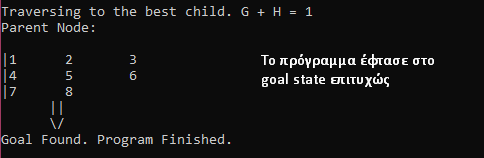 Traversing to the best child. G + H = 1
Parent Node:
|1 2 3
|4 5 6
|7 8
||
\/
Goal Found. Program Finished.
Το πρόγραμμα έφτασε στο
goal state επιτυχώς